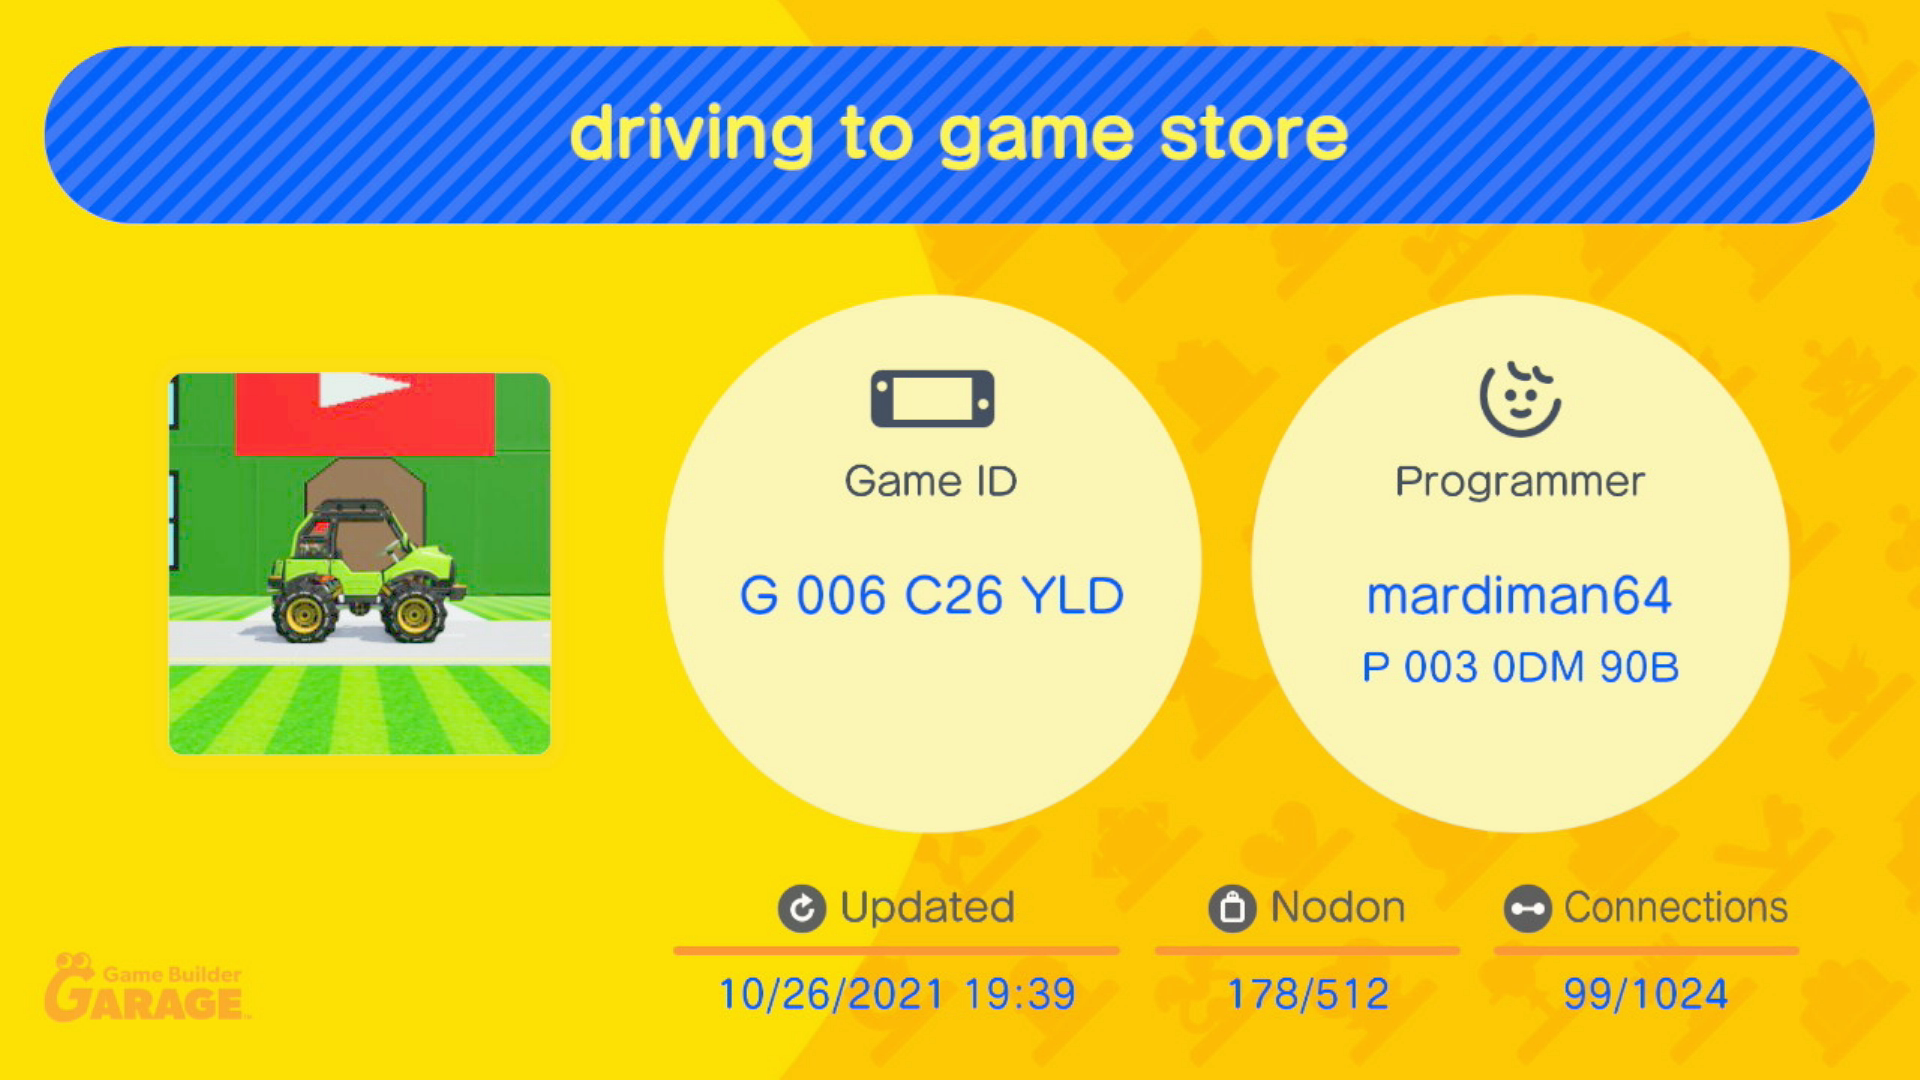 driving to game store
Game ID
G 006 C26 YLD
Programmer
mardiman64
P 003 0DM 90B
Updated
10/26/2021 19:39
Nodon
178/512
Connections
99/1024
Game Builder
GARAGE